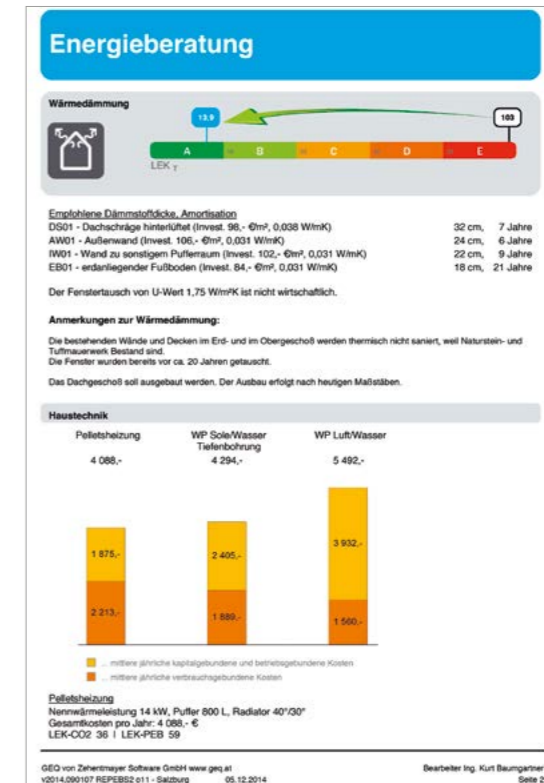 Energieberatung
Wärmedämmung
13,9
103
A B C D E
LEK T
Empfohlene Dämmstoffdicke, Amortisation
DS01 - Dachschräge hinterlüftet (Invest. 98,- €/m², 0,038 W/mK) 32 cm, 7 Jahre
AW01 - Außenwand (Invest. 106,- €/m², 0,031 W/mK) 24 cm, 6 Jahre
IW01 - Wand zu sonstigem Pufferraum (Invest. 102,- €/m², 0,031 W/mK) 22 cm, 9 Jahre
EB01 - erdanliegender Fußboden (Invest. 84,- €/m², 0,031 W/mK) 18 cm, 21 Jahre
Der Fenstertausch von U-Wert 1,75 W/m²K ist nicht wirtschaftlich.
Anmerkungen zur Wärmedämmung:
Die bestehenden Wände und Decken im Erd- und im Obergeschoß werden thermisch nicht saniert, weil Naturstein- und
Tuffmauerwerk Bestand sind.
Die Fenster wurden bereits vor ca. 20 Jahren getauscht.
Das Dachgeschoß soll ausgebaut werden. Der Ausbau erfolgt nach heutigen Maßstäben.
Haustechnik
Pelletsheizung WP Sole/Wasser WP Luft/Wasser
Tiefenbohrung
4 088,- 4 294,- 5 492,-
1 875,- 2 405,- 3 932,-
2 213,- 1 889,- 1 560,-
... mittlere jährliche kapitalgebundene und betriebsgebundene Kosten
... mittlere jährliche verbrauchsgebundene Kosten
Pelletsheizung
Nennwärmeleistung 14 kW, Puffer 800 L, Radiator 40°/30°
Gesamtkosten pro Jahr: 4 088,- €
LEK-CO2 36 | LEK-PEB 59
GEQ von Zehentmayer Software GmbH www.geq.at Bearbeiter Ing. Kurt Baumgartner
v2014,090107 REPEBS2 o11 - Salzburg 05.12.2014 Seite 2